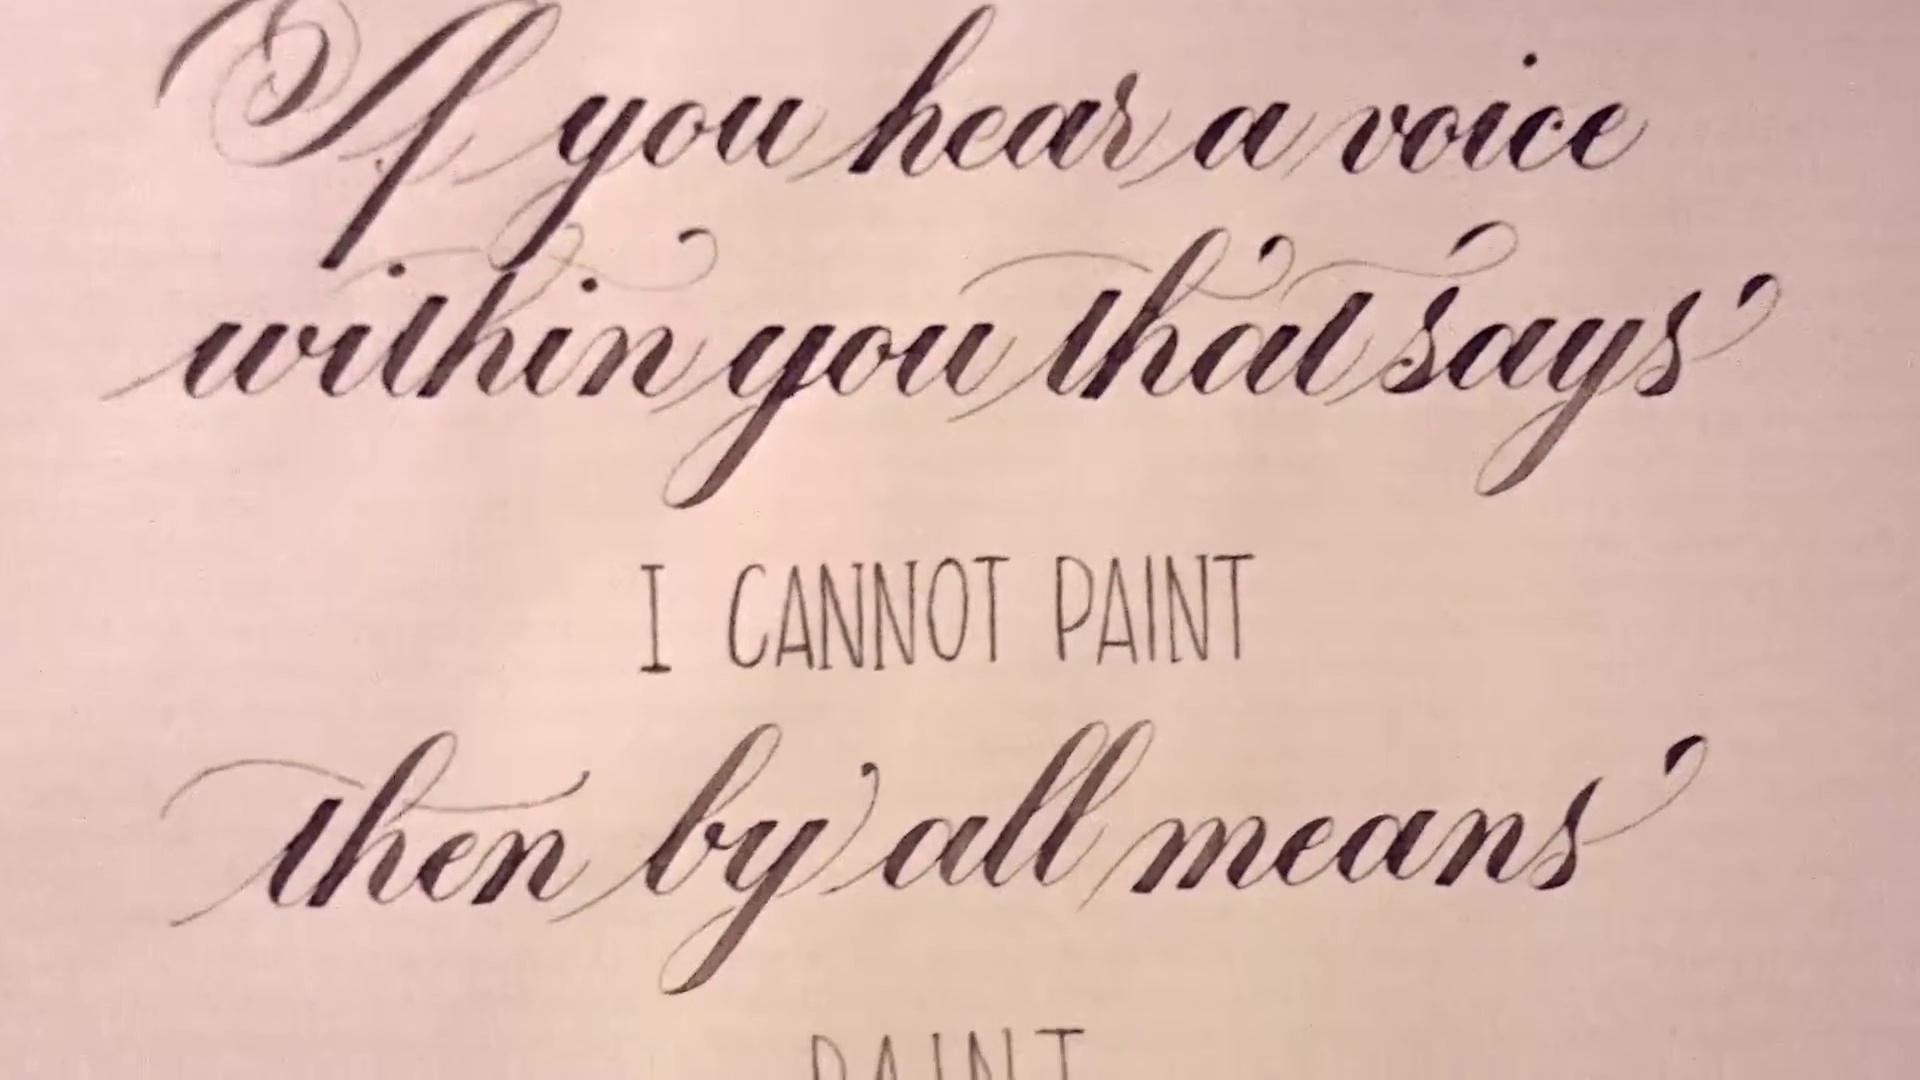 If you hear a voice
within you that says
I CANNOT PAINT
then by all means
PAINT